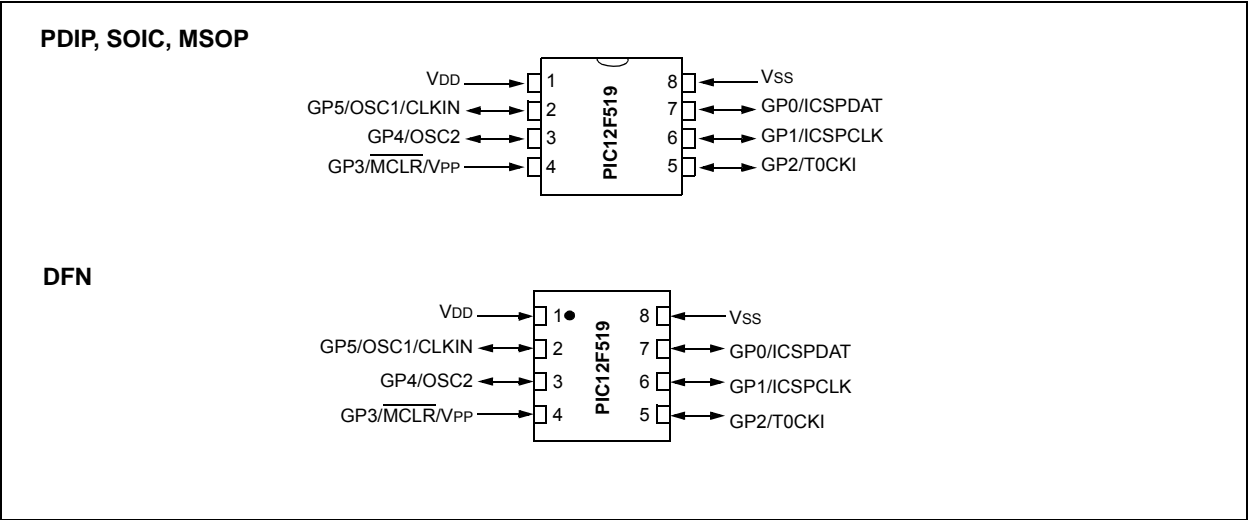 PDIP, SOIC, MSOP
VDD 1 8 VSS
GP5/OSC1/CLKIN 2 7 GP0/ICSPDAT
GP4/OSC2 3 6 GP1/ICSPCLK
GP3/MCLR/VPP 4 5 GP2/T0CKI
PIC12F519
DFN
VDD 1 8 VSS
GP5/OSC1/CLKIN 2 7 GP0/ICSPDAT
GP4/OSC2 3 6 GP1/ICSPCLK
GP3/MCLR/VPP 4 5 GP2/T0CKI
PIC12F519